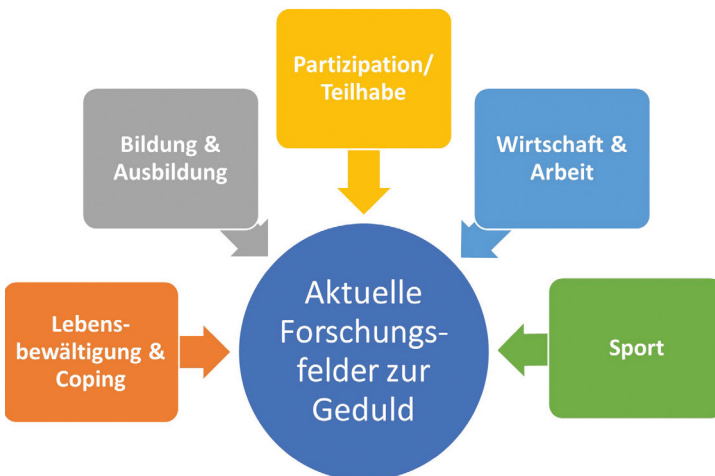 Partizipation/
Teilhabe
Bildung &
Ausbildung
Wirtschaft &
Arbeit
Lebens-
bewältigung &
Coping
Aktuelle
Forschungs-
felder zur
Geduld
Sport